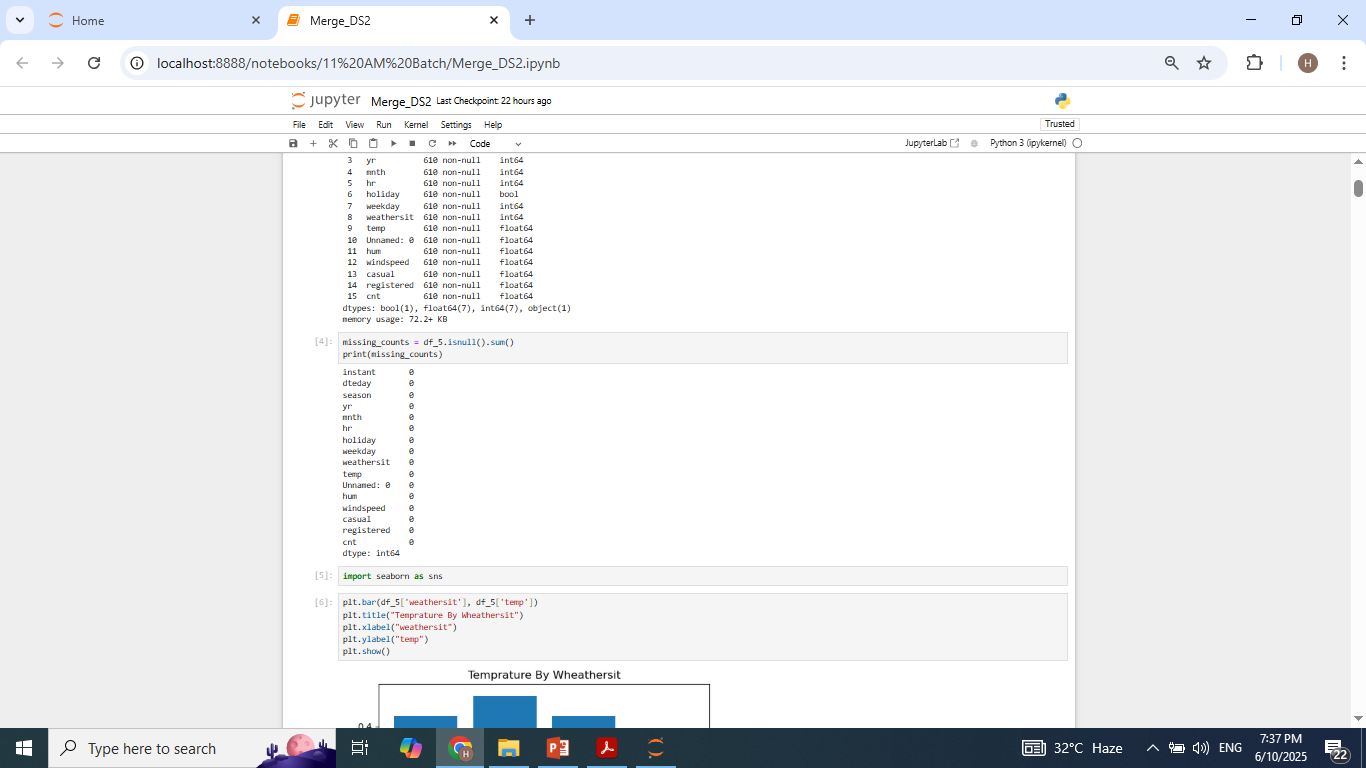 Home
Merge_DS2
localhost:8888/notebooks/11%20AM%20Batch/Merge_DS2.ipynb
H
jupyter Merge_DS2 Last Checkpoint: 22 hours ago
File Edit View Run Kernel Settings Help
Trusted
Code
JupyterLab
Python 3 (ipykernel)
3 yr 610 non-null int64
4 mnth 610 non-null int64
5 hr 610 non-null int64
6 holiday 610 non-null bool
7 weekday 610 non-null int64
8 weathersit 610 non-null int64
9 temp 610 non-null float64
10 Unnamed: 0 610 non-null float64
11 hum 610 non-null float64
12 windspeed 610 non-null float64
13 casual 610 non-null float64
14 registered 610 non-null float64
15 cnt 610 non-null float64
dtypes: bool(1), float64(7), int64(7), object(1)
memory usage: 72.2+ KB
[4]: missing_counts = df_5.isnull().sum()
print(missing_counts)
instant 0
dteday 0
season 0
yr 0
mnth 0
hr 0
holiday 0
weekday 0
weathersit 0
temp 0
Unnamed: 0 0
hum 0
windspeed 0
casual 0
registered 0
cnt 0
dtype: int64
[5]: import seaborn as sns
[6]: plt.bar(df_5['weathersit'], df_5['temp'])
plt.title("Temprature By Wheathersit")
plt.xlabel("weathersit")
plt.ylabel("temp")
plt.show()
Temprature By Wheathersit
0.4
Type here to search
32°C Haze
ENG
7:37 PM
6/10/2025
22